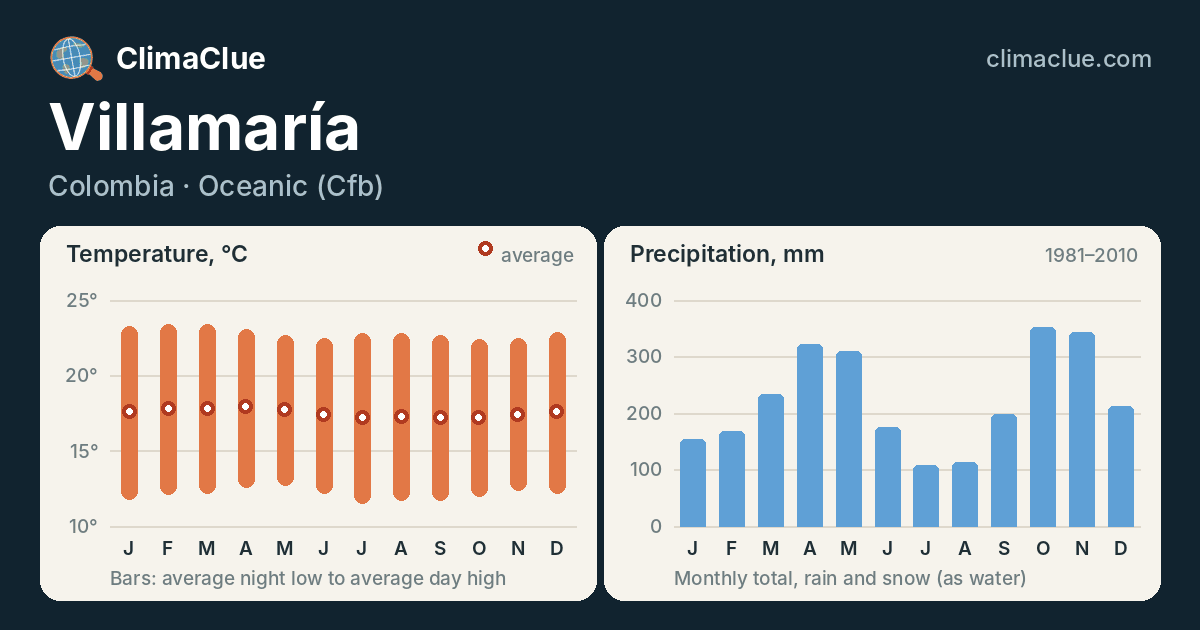 ClimaClue
climaclue.com
Villamaría
Colombia · Oceanic (Cfb)
Temperature, °C
average
25°
20°
15°
10°
J F M A M J J A S O N D
Bars: average night low to average day high
Precipitation, mm
1981–2010
400
300
200
100
0
J F M A M J J A S O N D
Monthly total, rain and snow (as water)